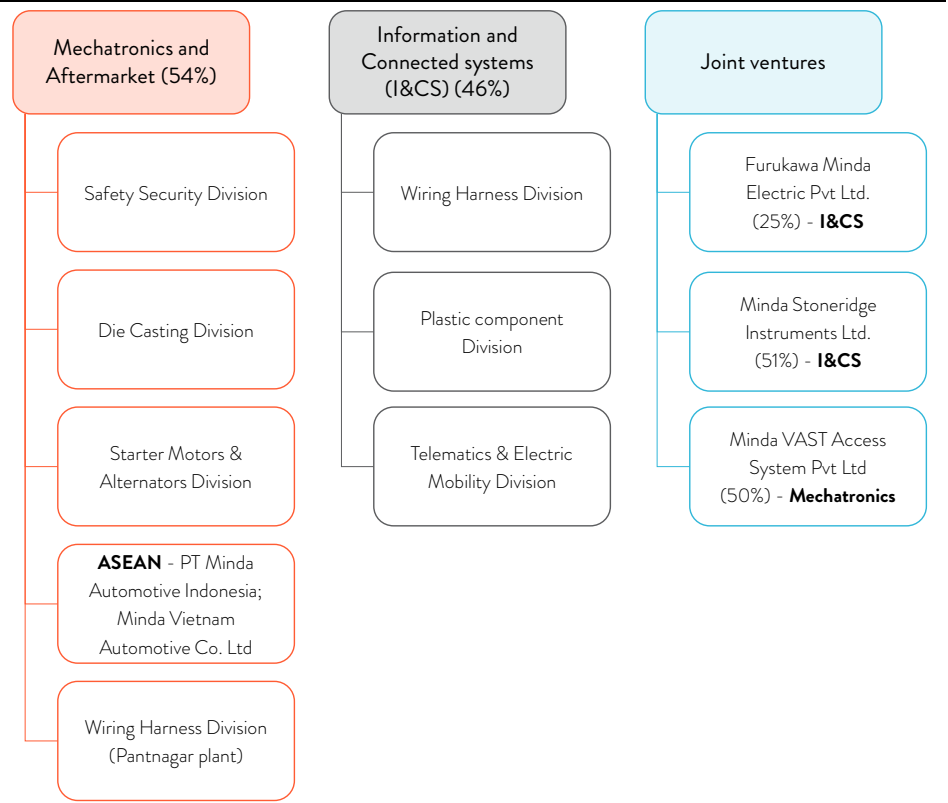 Mechatronics and
Aftermarket (54%)
Safety Security Division
Die Casting Division
Starter Motors &
Alternators Division
ASEAN - PT Minda
Automotive Indonesia;
Minda Vietnam
Automotive Co. Ltd
Wiring Harness Division
(Pantnagar plant)
Information and
Connected systems
(I&CS) (46%)
Wiring Harness Division
Plastic component
Division
Telematics & Electric
Mobility Division
Joint ventures
Furukawa Minda
Electric Pvt Ltd.
(25%) - I&CS
Minda Stoneridge
Instruments Ltd.
(51%) - I&CS
Minda VAST Access
System Pvt Ltd
(50%) - Mechatronics